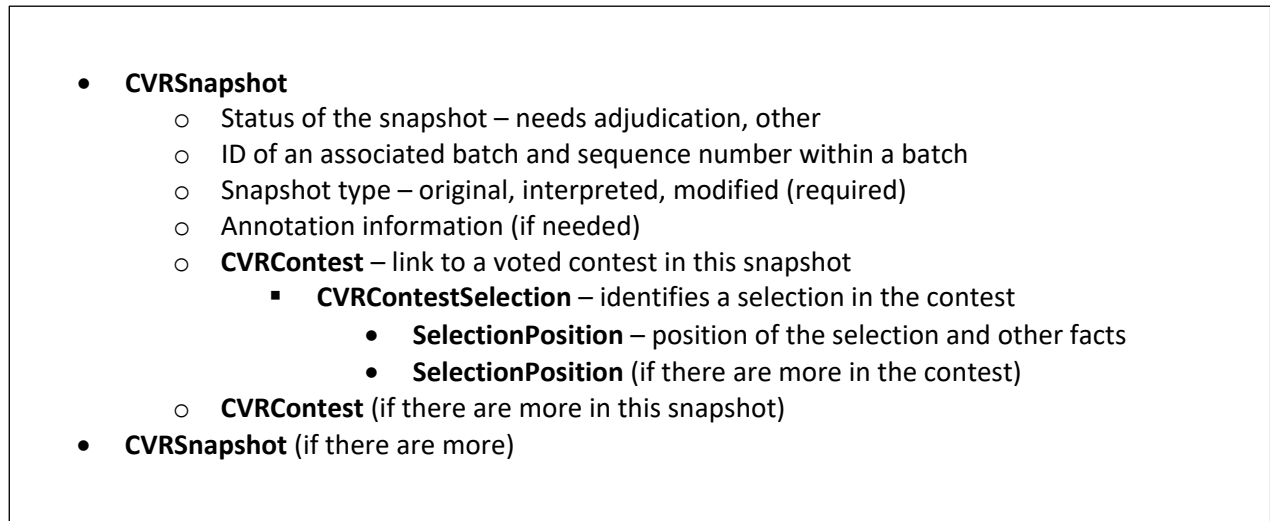 • CVRSnapshot
o Status of the snapshot – needs adjudication, other
o ID of an associated batch and sequence number within a batch
o Snapshot type – original, interpreted, modified (required)
o Annotation information (if needed)
o CVRContest – link to a voted contest in this snapshot
▪ CVRContestSelection – identifies a selection in the contest
• SelectionPosition – position of the selection and other facts
• SelectionPosition (if there are more in the contest)
o CVRContest (if there are more in this snapshot)
• CVRSnapshot (if there are more)